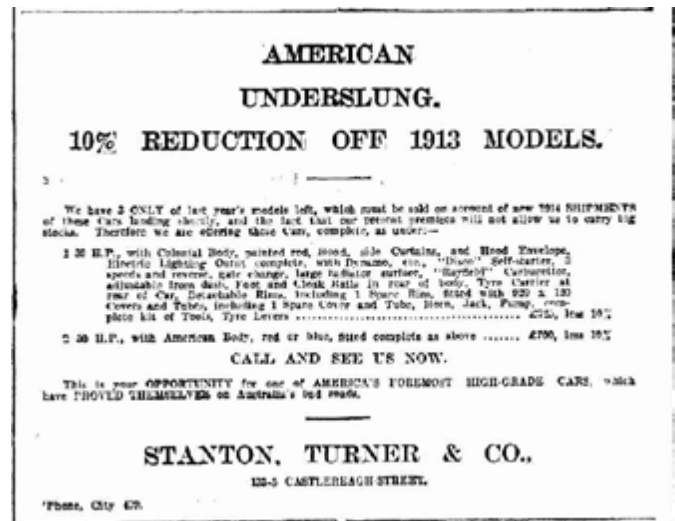 AMERICAN
UNDERSLUNG.
10% REDUCTION OFF 1913 MODELS.
We have 3 ONLY of last year's models left, which must be sold on account of new 1914 SHIPMENTS
of these Cars landing shortly, and the fact that our present premises will not allow us to carry big
stocks. Therefore we are offering these Cars, complete, as under:—
30 H.P., with Colonial Body, painted red, Hood, side Curtains, and Hood Envelope,
Electric Lighting Outfit complete, with Dynamo, etc., "Disco" Self-starter, 3
speeds and reverse, gate change, large radiator surface, "Rayfield" Carburettor,
adjustable from dash, Foot and Cloak Rails in rear of body, Tyre Carrier at
rear of Car, Detachable Rims, including 1 Spare Rim, fitted with
Covers and Tubes, including 1 Spare Cover and Tube, Horn, Jack, Pump, com-
plete kit of Tools, Tyre Levers less 10%
2 30 H.P., with American Body, red or blue, fitted complete as above ....... £700, less 10%
CALL AND SEE US NOW.
This is your OPPORTUNITY for one of AMERICA'S FOREMOST HIGH-GRADE CARS, which
have PROVED THEMSELVES on Australia's bad roads.
STANTON, TURNER & CO.,
CASTLEREAGH-STREET.
'Phone, City